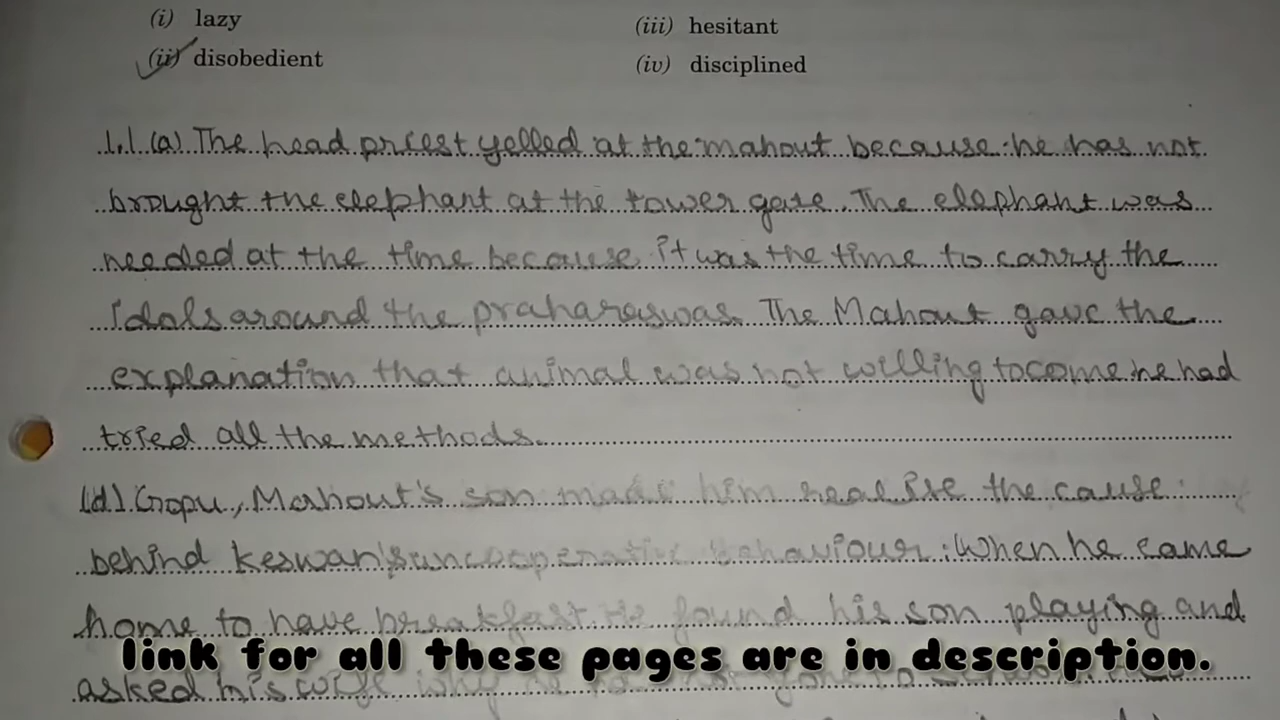 (i) lazy
(iii) hesitant
(ii) disobedient
(iv) disciplined
1.1 (a) The head priest yelled at the mahout because he has not
brought the elephant at the tower gate. The elephant was
needed at the time because it was the time to carry the
idols around the praharaswas. The Mahout gave the
explanation that animal was not willing to come he had
tried all the methods.
(d) Gopu, Mahout's son made him realise the cause
behind Keswan's uncooperative behaviour. When he came
home to have breakfast. He found his son playing and
link for all these pages are in description.
asked his why he